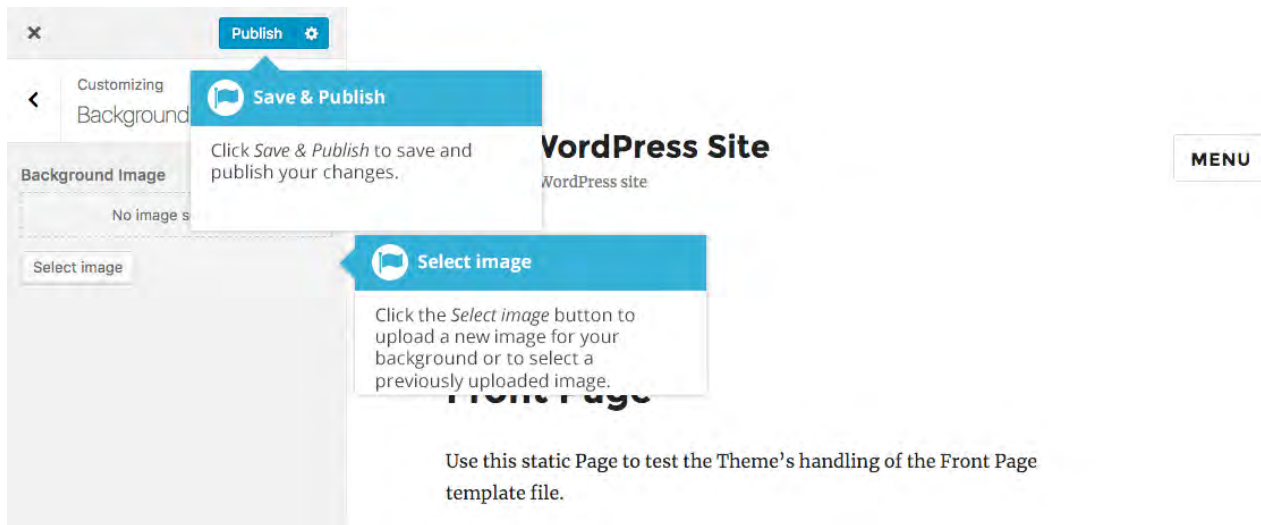 Publish
Customizing
Background
Save & Publish
Click Save & Publish to save and
publish your changes.
Background Image
No image s
Select image
WordPress Site
WordPress site
MENU
Select image
Click the Select image button to
upload a new image for your
background or to select a
previously uploaded image.
Front Page
Use this static Page to test the Theme's handling of the Front Page
template file.